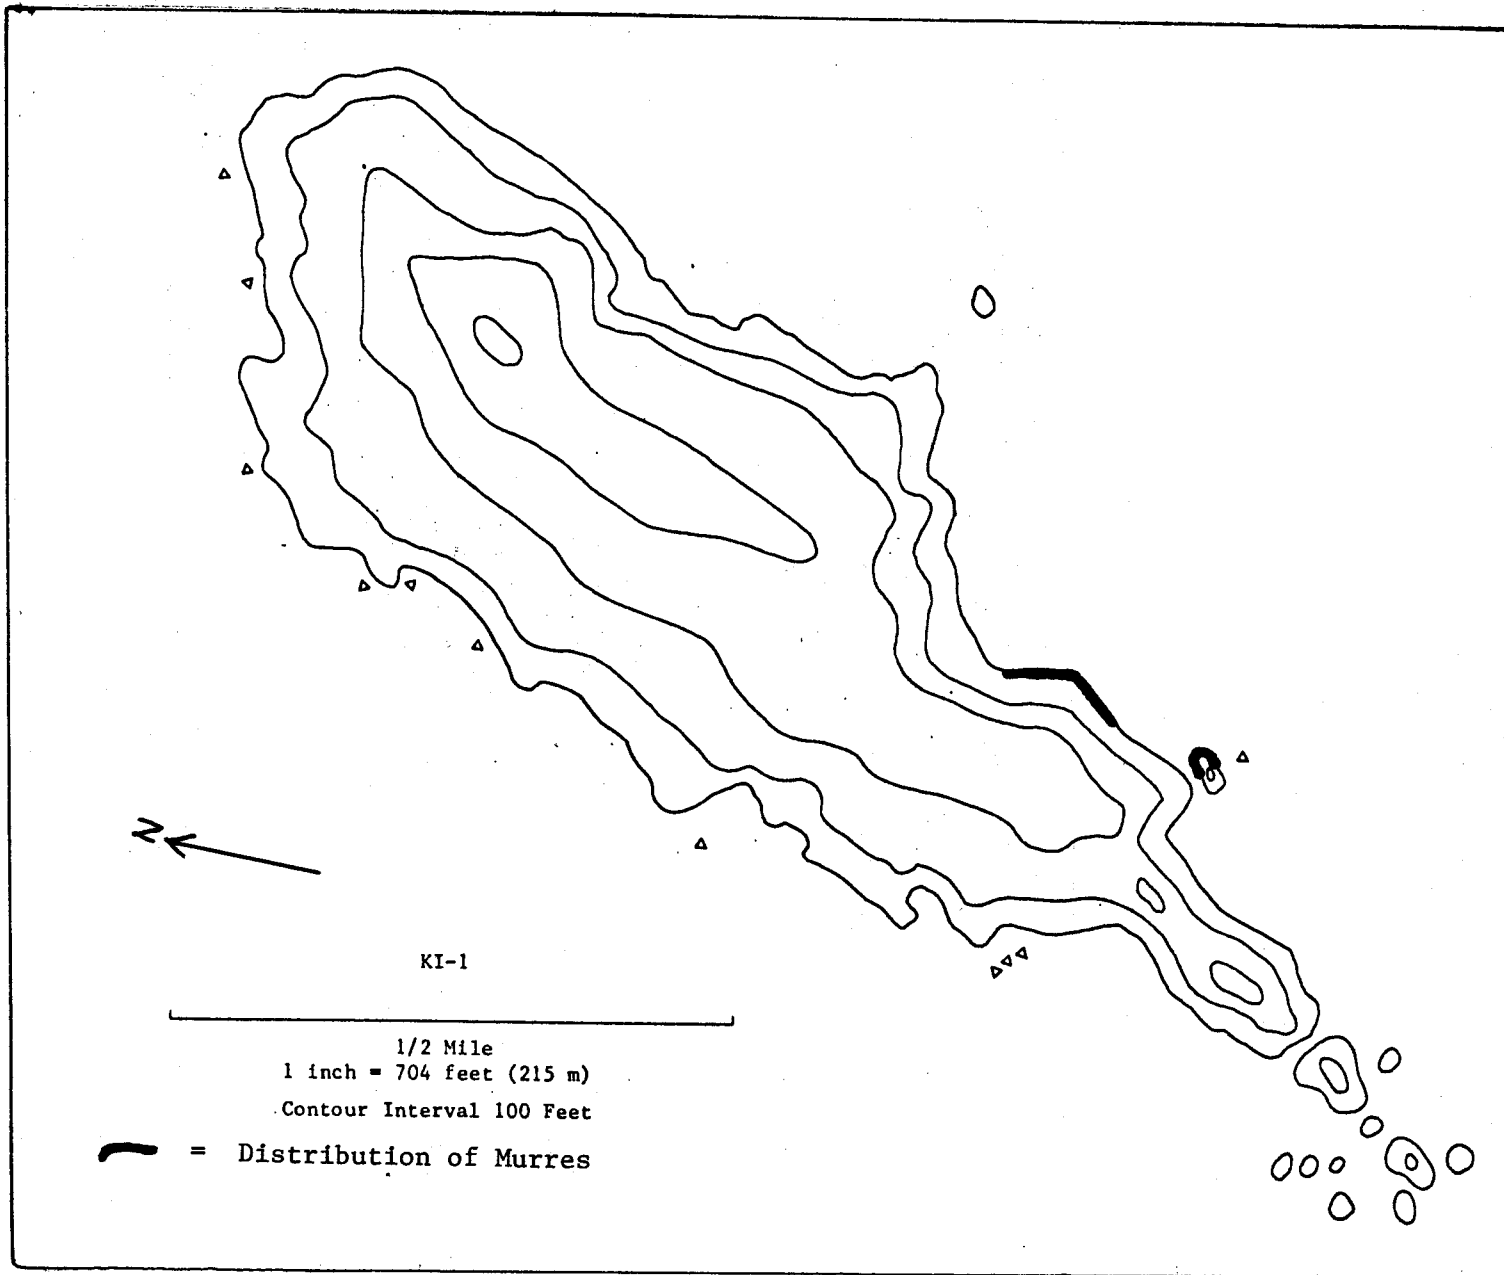 N
KI-1
1/2 Mile
1 inch = 704 feet (215 m)
Contour Interval 100 Feet
= Distribution of Murres